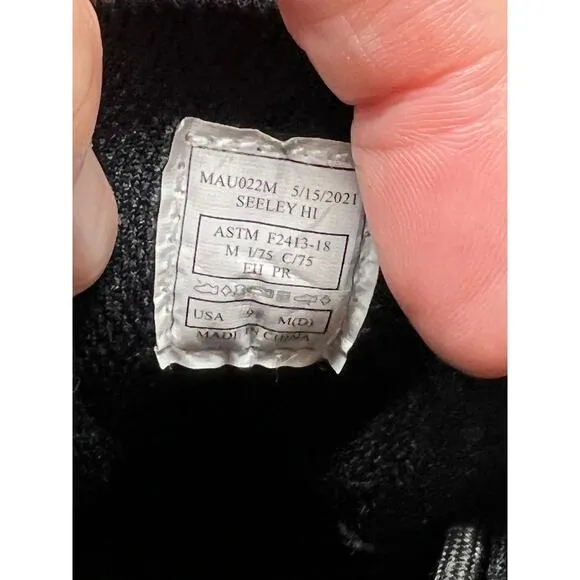 MAU022M 5/15/2021
SEELEY HI
ASTM F2413-18
M I/75 C/75
EH PR
USA 9 M(D)
MADE IN CHINA